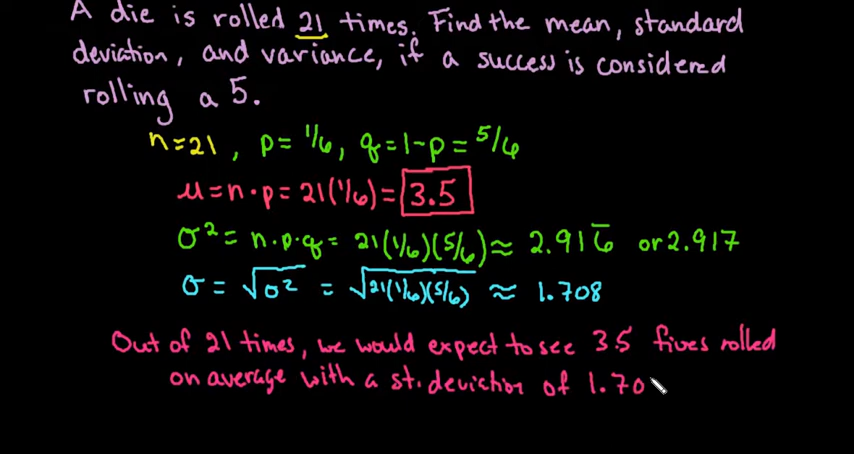 A die is rolled 21 times. Find the mean, standard
deviation, and variance, if a success is considered
rolling a 5.
n=21, p= 1/6, q=1-p= 5/6
μ=n·p=21(1/6)= 3.5
σ²= n·p·q= 21(1/6)(5/6)≈ 2.916̅ or 2.917
σ= √σ² = √21(1/6)(5/6) ≈ 1.708
Out of 21 times, we would expect to see 3.5 fives rolled
on average with a st. deviation of 1.70